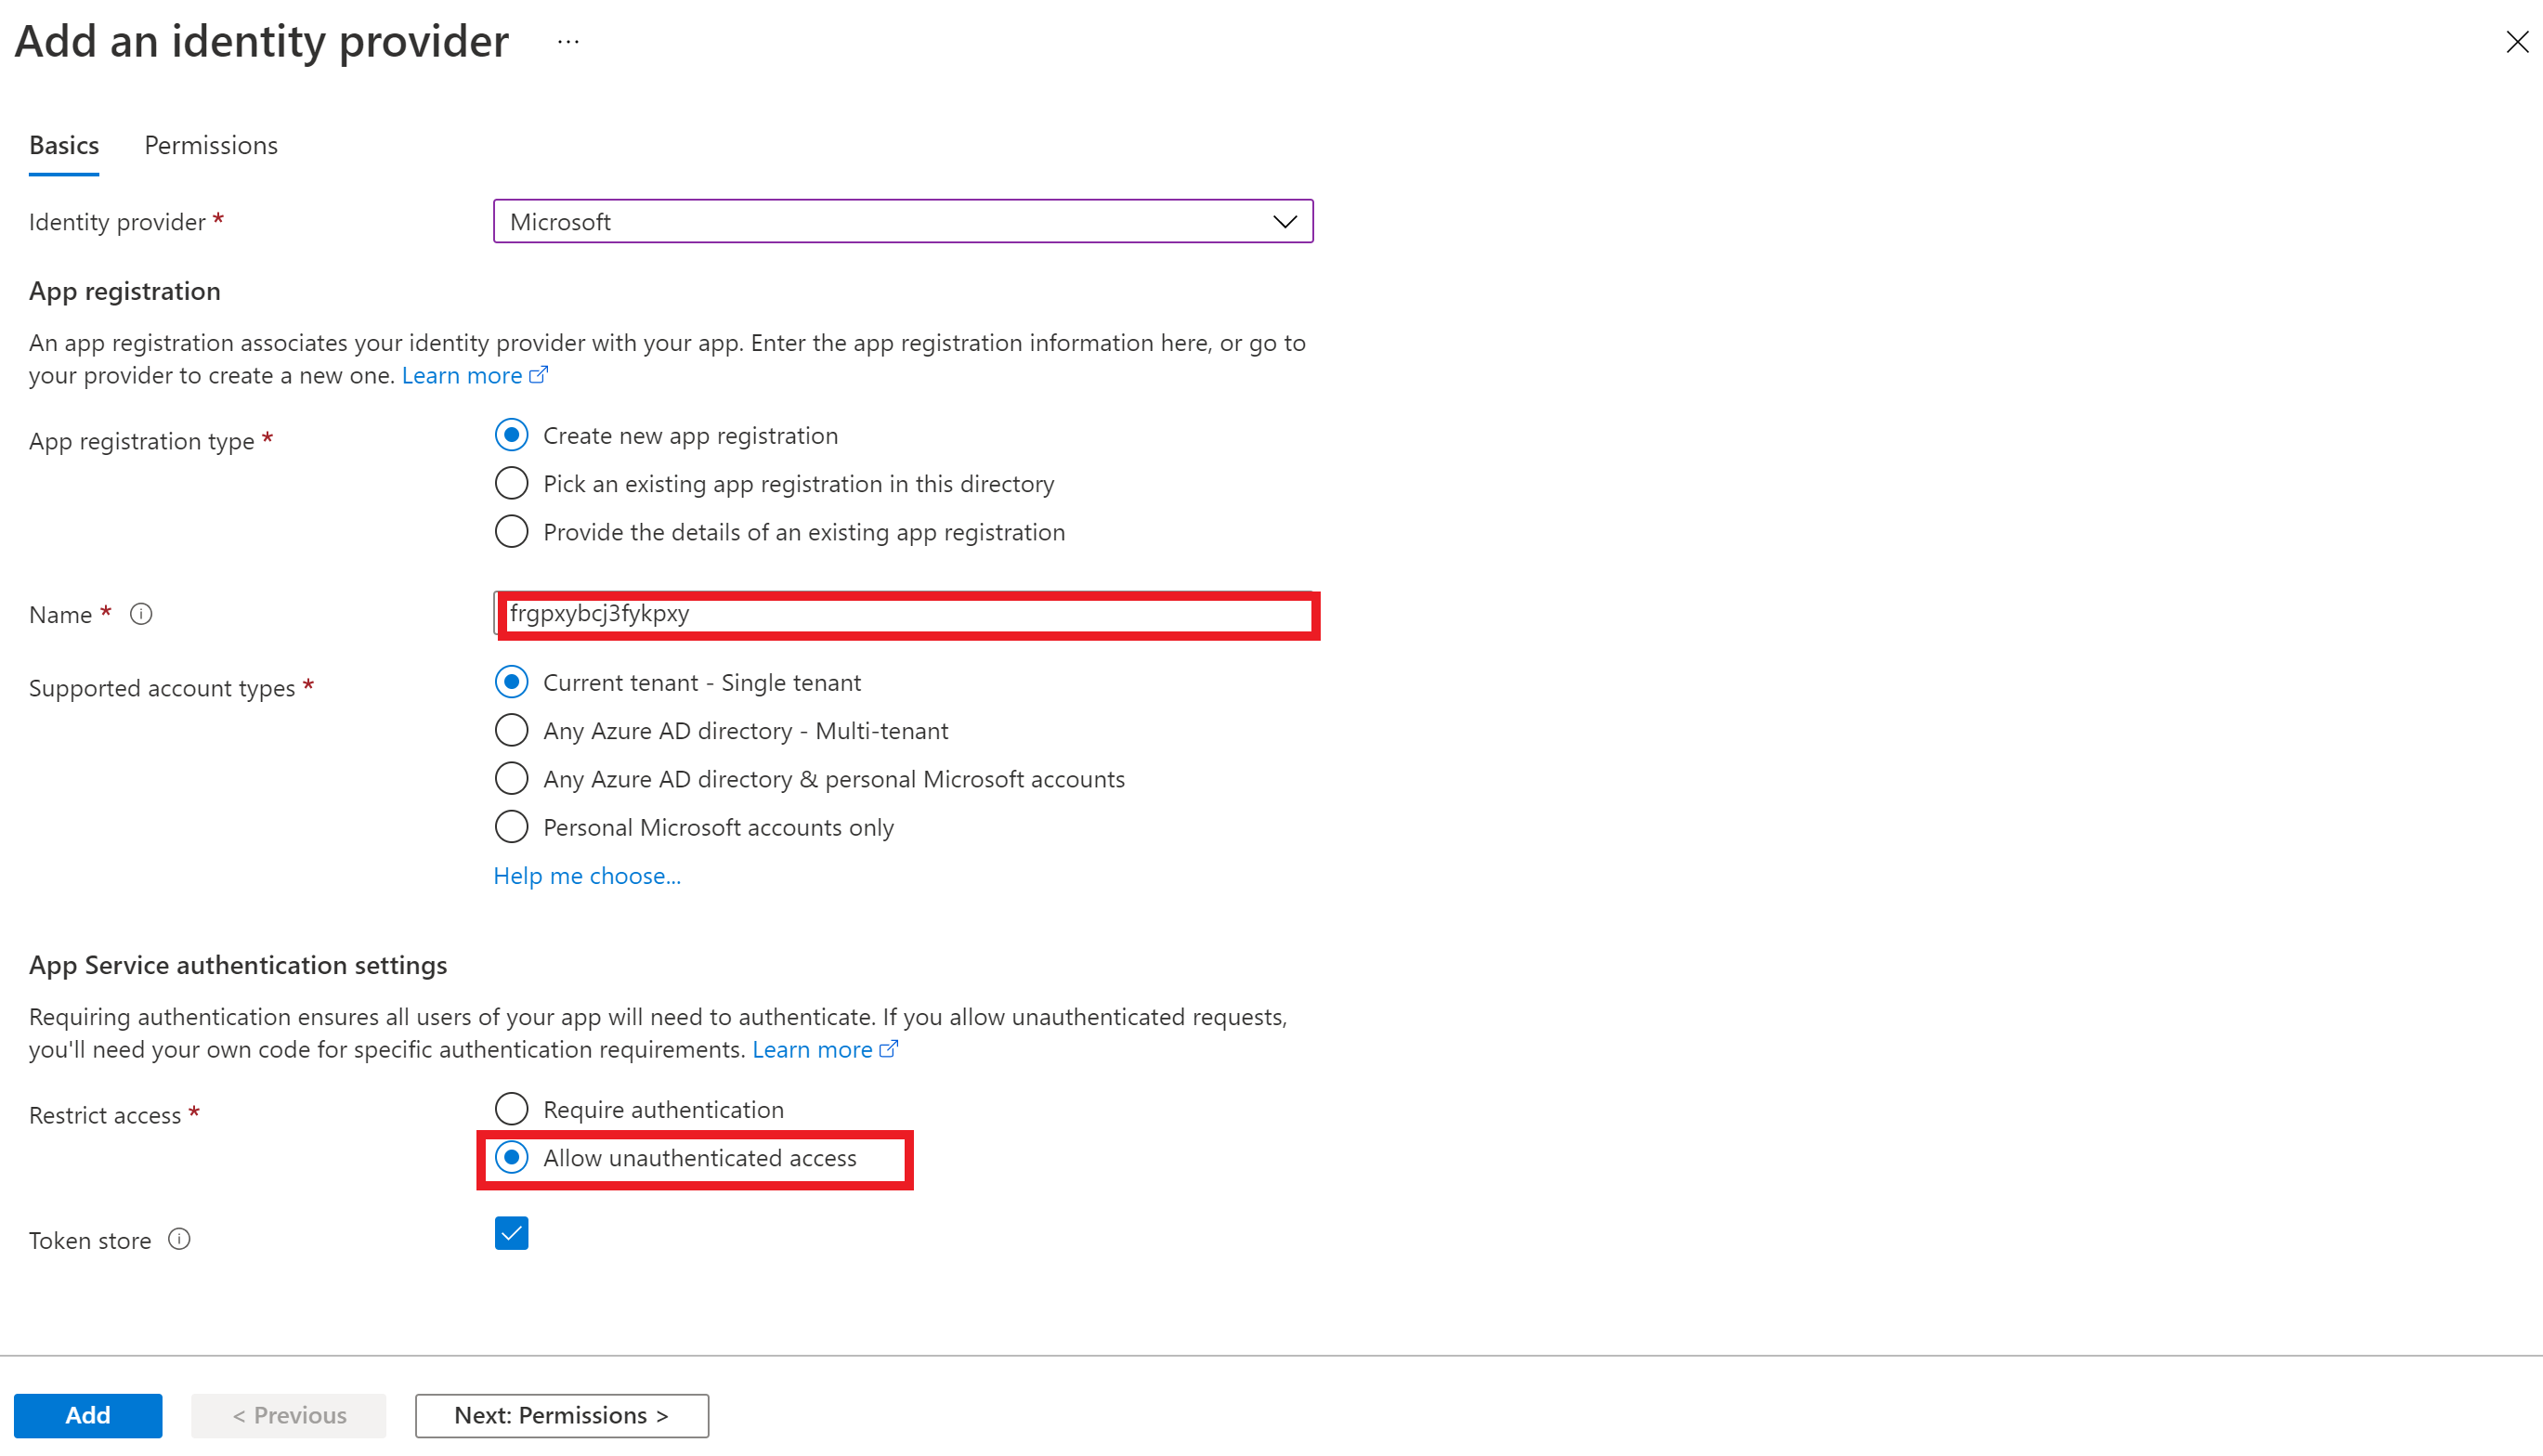 Add an identity provider ...
Basics Permissions
Identity provider * Microsoft
App registration
An app registration associates your identity provider with your app. Enter the app registration information here, or go to
your provider to create a new one. Learn more
App registration type * Create new app registration
Pick an existing app registration in this directory
Provide the details of an existing app registration
Name * frgpxybcj3fykpxy
Supported account types * Current tenant - Single tenant
Any Azure AD directory - Multi-tenant
Any Azure AD directory & personal Microsoft accounts
Personal Microsoft accounts only
Help me choose...
App Service authentication settings
Requiring authentication ensures all users of your app will need to authenticate. If you allow unauthenticated requests,
you'll need your own code for specific authentication requirements. Learn more
Restrict access * Require authentication
Allow unauthenticated access
Token store
Add < Previous Next: Permissions >